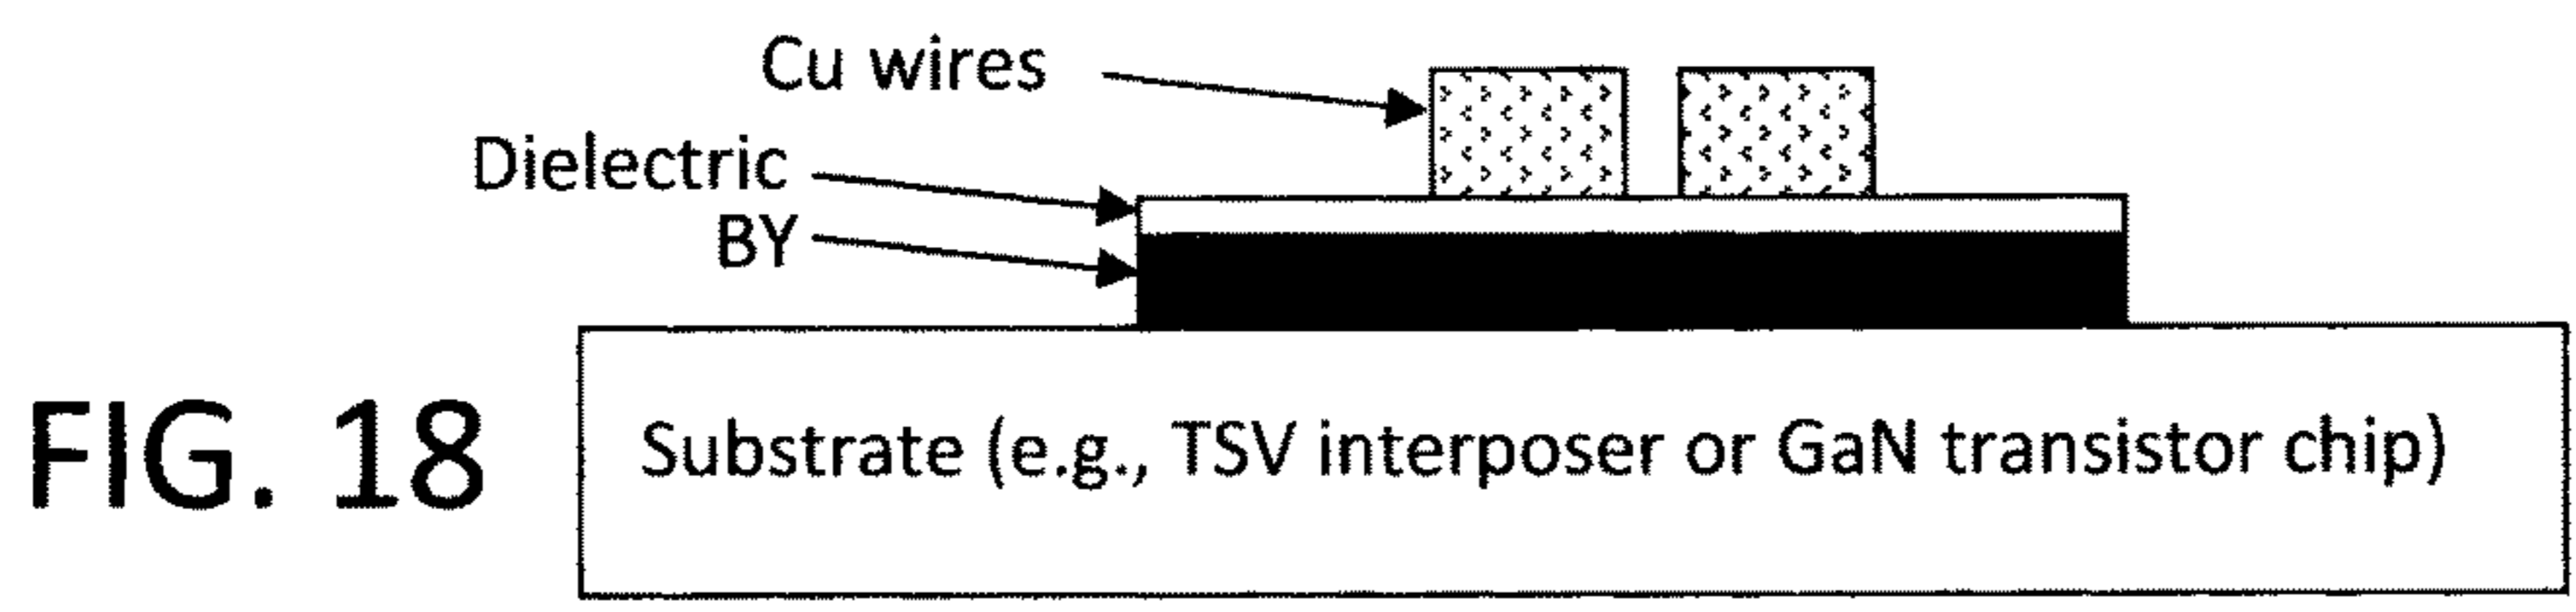 Cu wires
Dielectric
BY
FIG. 18
Substrate (e.g., TSV interposer or GaN transistor chip)